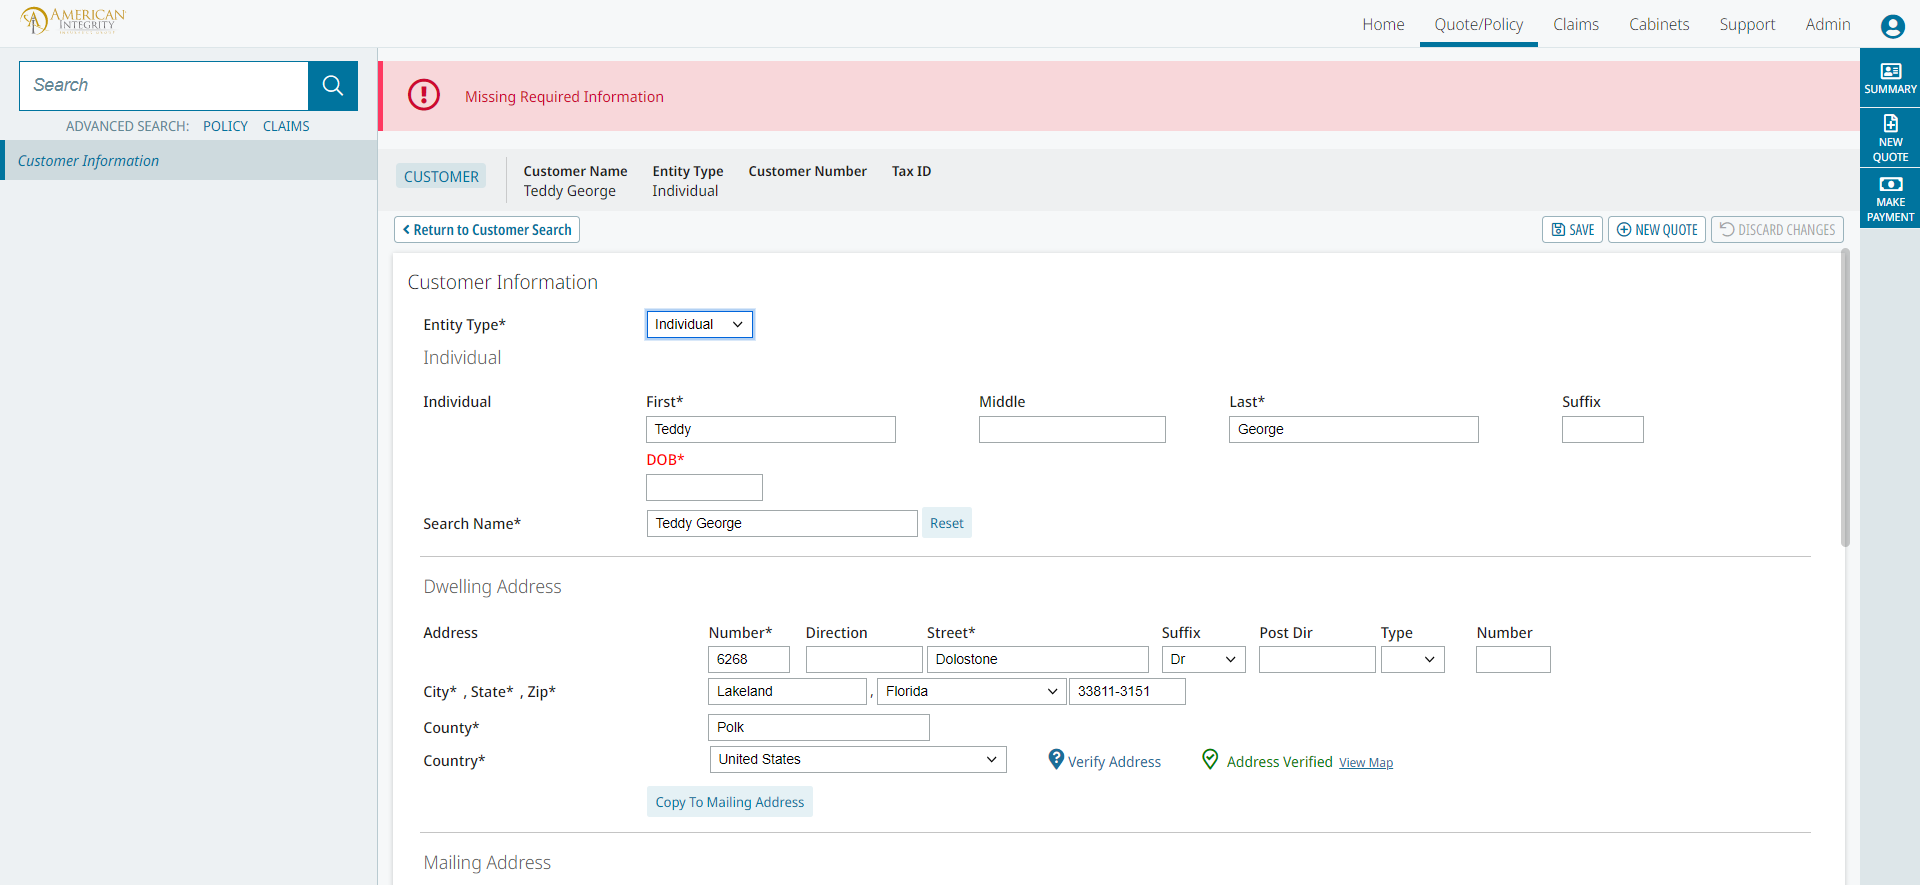 AMERICAN
INTEGRITY
Home Quote/Policy Claims Cabinets Support Admin
Search
ADVANCED SEARCH: POLICY CLAIMS
Customer Information
Missing Required Information
SUMMARY
NEW
QUOTE
MAKE
PAYMENT
CUSTOMER
Customer Name Entity Type Customer Number Tax ID
Teddy George Individual
Return to Customer Search
SAVE NEW QUOTE DISCARD CHANGES
Customer Information
Entity Type* Individual
Individual
Individual First* Middle Last* Suffix
Teddy George
DOB*
Search Name* Teddy George Reset
Dwelling Address
Address Number* Direction Street* Suffix Post Dir Type Number
6268 Dolostone Dr
City* , State* , Zip* Lakeland , Florida 33811-3151
County* Polk
Country* United States Verify Address Address Verified View Map
Copy To Mailing Address
Mailing Address